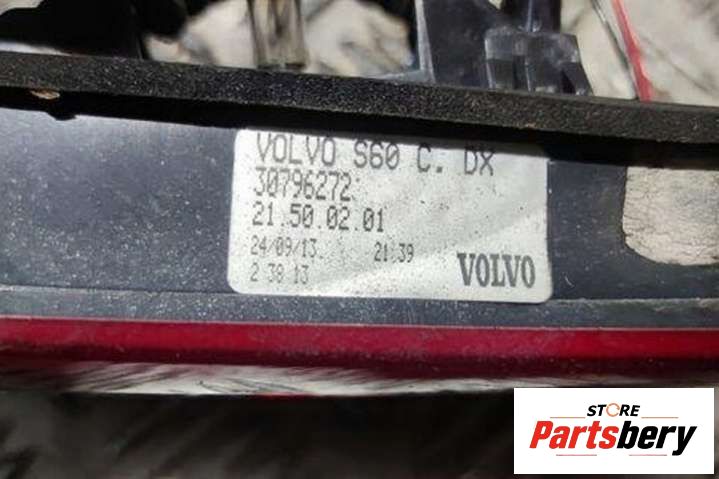 VOLVO S60 C. DX
30796272
21.50.02.01
24/09/13. 21:39
2 38 13
VOLVO
STORE
Partsbery